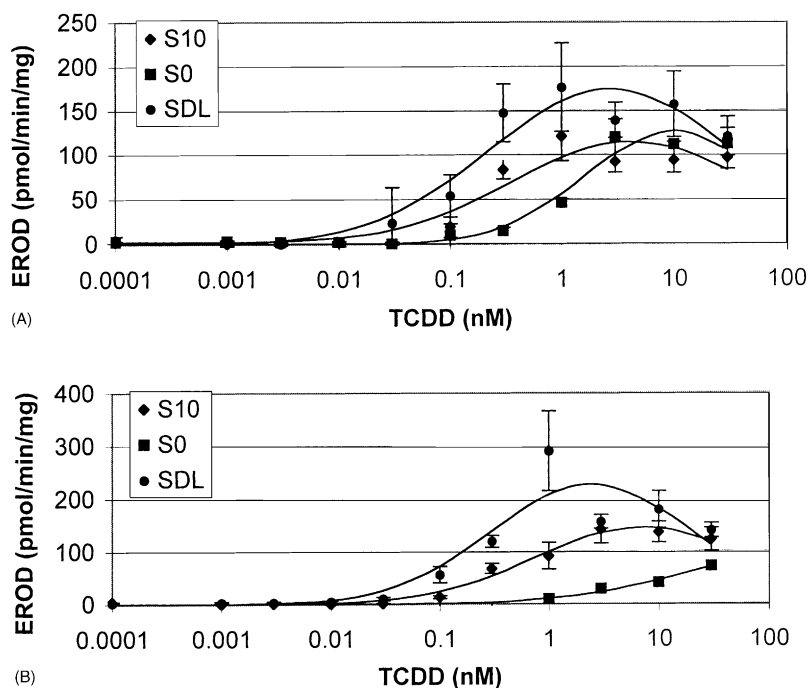 250
200
150
100
50
0
EROD (pmol/min/mg)
S10
S0
SDL
0.0001 0.001 0.01 0.1 1 10 100
TCDD (nM)
(A)
400
300
200
100
0
EROD (pmol/min/mg)
S10
S0
SDL
0.0001 0.001 0.01 0.1 1 10 100
TCDD (nM)
(B)